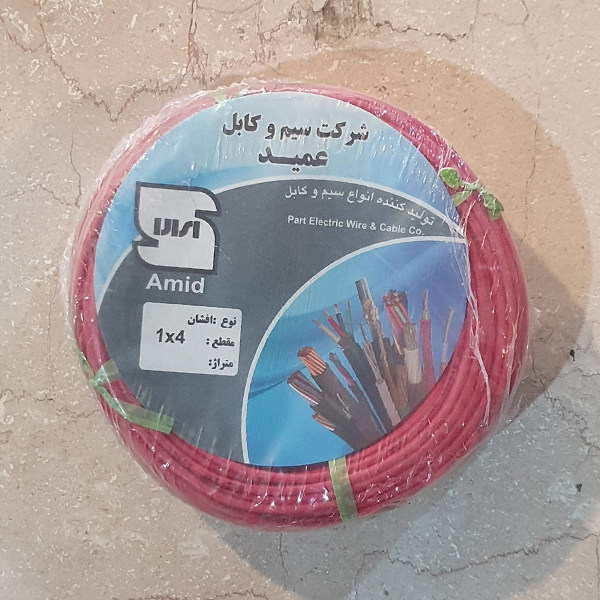 شرکت سیم و کابل
عمید
تولید کننده انواع سیم و کابل
Part Electric Wire & Cable Co.
Amid
نوع : افشان
مقطع : 1x4
متراژ: